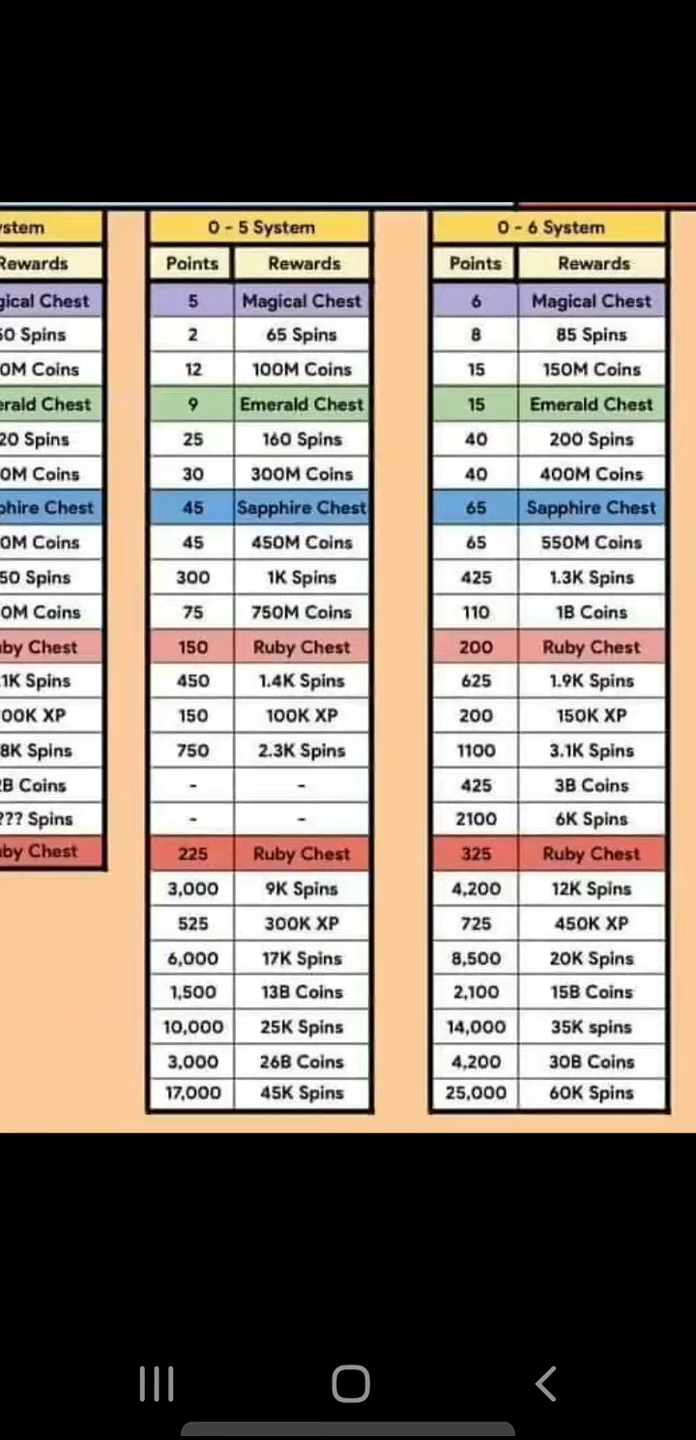 stem
Rewards
gical Chest
50 Spins
0M Coins
erald Chest
20 Spins
0M Coins
phire Chest
0M Coins
50 Spins
0M Coins
by Chest
1K Spins
00K XP
8K Spins
B Coins
??? Spins
by Chest
0 - 5 System
Points Rewards
5 Magical Chest
2 65 Spins
12 100M Coins
9 Emerald Chest
25 160 Spins
30 300M Coins
45 Sapphire Chest
45 450M Coins
300 1K Spins
75 750M Coins
150 Ruby Chest
450 1.4K Spins
150 100K XP
750 2.3K Spins
- -
- -
225 Ruby Chest
3,000 9K Spins
525 300K XP
6,000 17K Spins
1,500 13B Coins
10,000 25K Spins
3,000 26B Coins
17,000 45K Spins
0 - 6 System
Points Rewards
6 Magical Chest
8 85 Spins
15 150M Coins
15 Emerald Chest
40 200 Spins
40 400M Coins
65 Sapphire Chest
65 550M Coins
425 1.3K Spins
110 1B Coins
200 Ruby Chest
625 1.9K Spins
200 150K XP
1100 3.1K Spins
425 3B Coins
2100 6K Spins
325 Ruby Chest
4,200 12K Spins
725 450K XP
8,500 20K Spins
2,100 15B Coins
14,000 35K spins
4,200 30B Coins
25,000 60K Spins